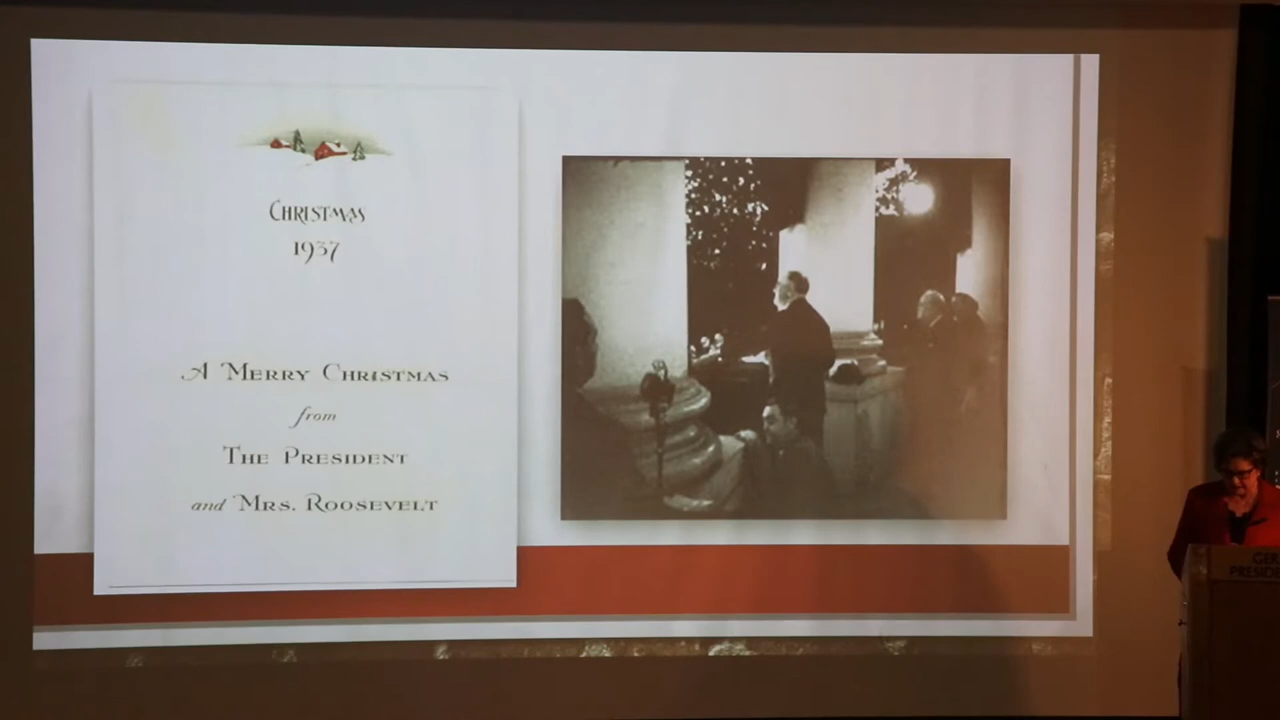 Christmas
1937
A Merry Christmas
from
The President
and Mrs. Roosevelt